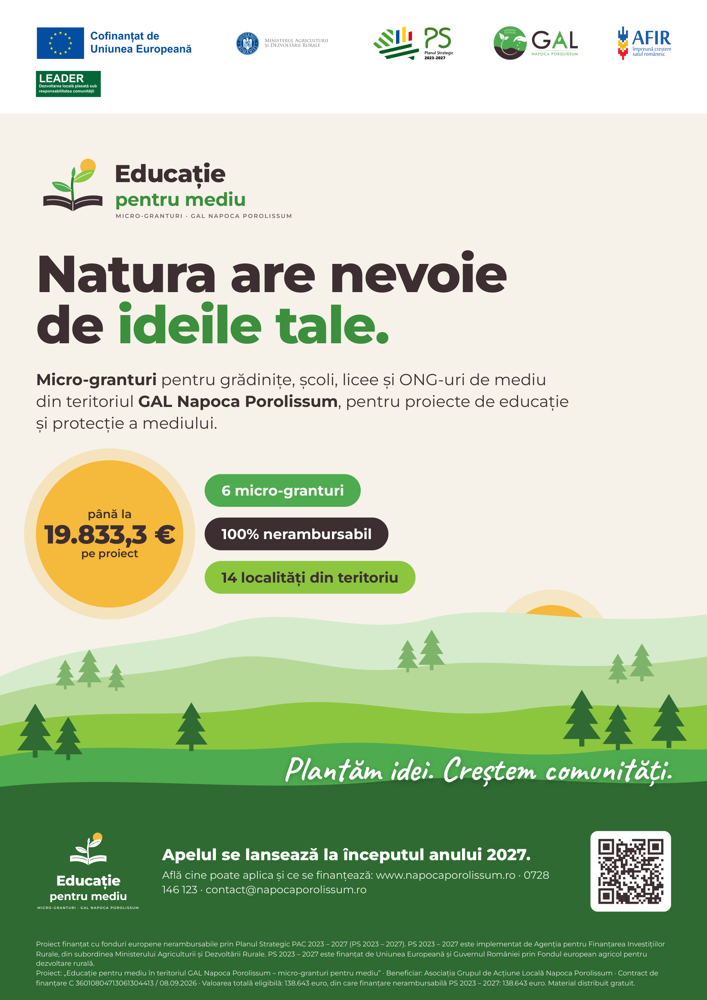 Cofinanțat de
Uniunea Europeană
GUVERNUL ROMÂNIEI
MINISTERUL AGRICULTURII
ȘI DEZVOLTĂRII RURALE
PS
Planul Strategic
2023-2027
APUSENII CLUJULUI
GAL
NAPOCA POROLISSUM
AFIR
împreună creștem
satul românesc
LEADER
Dezvoltarea locală plasată sub
responsabilitatea comunității
Educație
pentru mediu
MICRO-GRANTURI · GAL NAPOCA POROLISSUM
Natura are nevoie
de ideile tale.
Micro-granturi pentru grădinițe, școli, licee și ONG-uri de mediu
din teritoriul GAL Napoca Porolissum, pentru proiecte de educație
și protecție a mediului.
până la
19.833,3 €
pe proiect
6 micro-granturi
100% nerambursabil
14 localități din teritoriu
Plantăm idei. Creștem comunități.
Educație
pentru mediu
MICRO-GRANTURI · GAL NAPOCA POROLISSUM
Apelul se lansează la începutul anului 2027.
Află cine poate aplica și ce se finanțează: www.napocaporolissum.ro · 0728
146 123 · contact@napocaporolissum.ro
Proiect finanțat cu fonduri europene nerambursabile prin Planul Strategic PAC 2023 – 2027 (PS 2023 – 2027). PS 2023 – 2027 este implementat de Agenția pentru Finanțarea Investițiilor
Rurale, din subordinea Ministerului Agriculturii și Dezvoltării Rurale. PS 2023 – 2027 este finanțat de Uniunea Europeană și Guvernul României prin Fondul european agricol pentru
dezvoltare rurală.
Proiect: „Educație pentru mediu în teritoriul GAL Napoca Porolissum – micro-granturi pentru mediu” · Beneficiar: Asociația Grupul de Acțiune Locală Napoca Porolissum · Contract de
finanțare C 36010804713061304413 / 08.09.2026 · Valoarea totală eligibilă: 138.643 euro, din care finanțare nerambursabilă PS 2023 – 2027: 138.643 euro. Material distribuit gratuit.